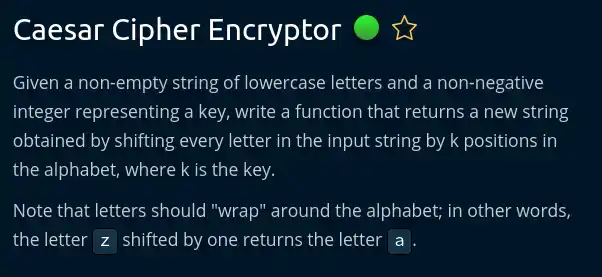 Caesar Cipher Encryptor
Given a non-empty string of lowercase letters and a non-negative
integer representing a key, write a function that returns a new string
obtained by shifting every letter in the input string by k positions in
the alphabet, where k is the key.
Note that letters should "wrap" around the alphabet; in other words,
the letter z shifted by one returns the letter a.